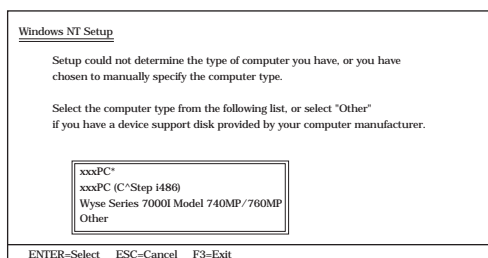 Windows NT Setup
Setup could not determine the type of computer you have, or you have
chosen to manually specify the computer type.
Select the computer type from the following list, or select "Other"
if you have a device support disk provided by your computer manufacturer.
xxxPC*
xxxPC (C^Step i486)
Wyse Series 7000I Model 740MP/760MP
Other
ENTER=Select ESC=Cancel F3=Exit